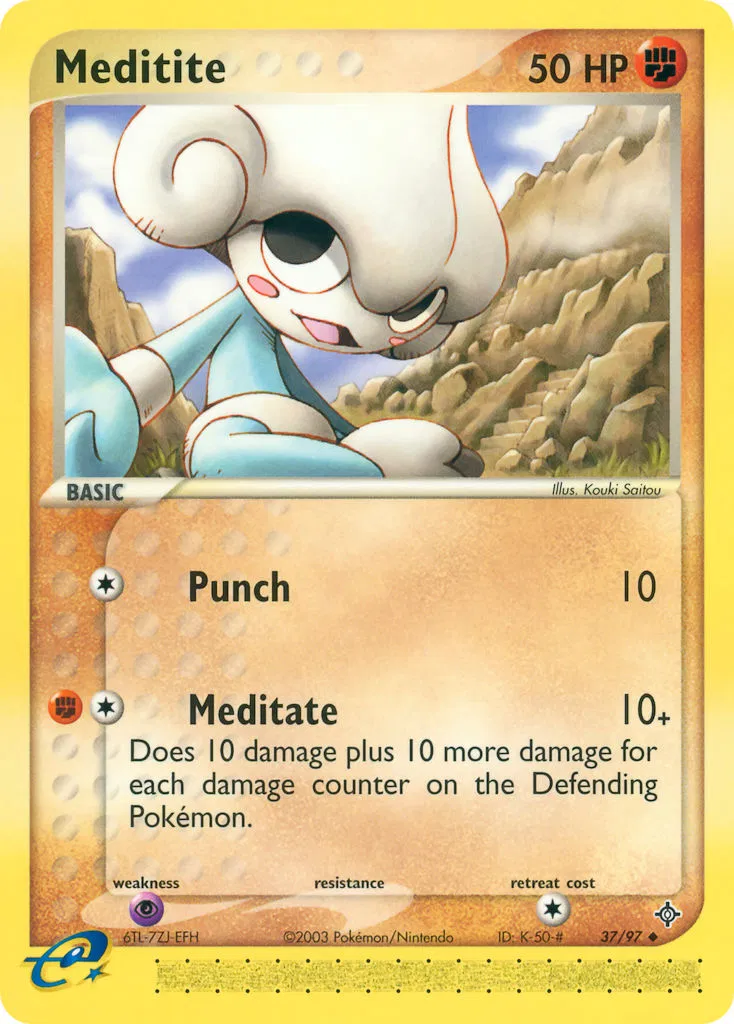 Meditite 50 HP
BASIC Illus. Kouki Saitou
Punch 10
Meditate 10+
Does 10 damage plus 10 more damage for
each damage counter on the Defending
Pokémon.
weakness resistance retreat cost
6TL-7ZJ-EFH ©2003 Pokémon/Nintendo ID: K-50-# 37/97
e